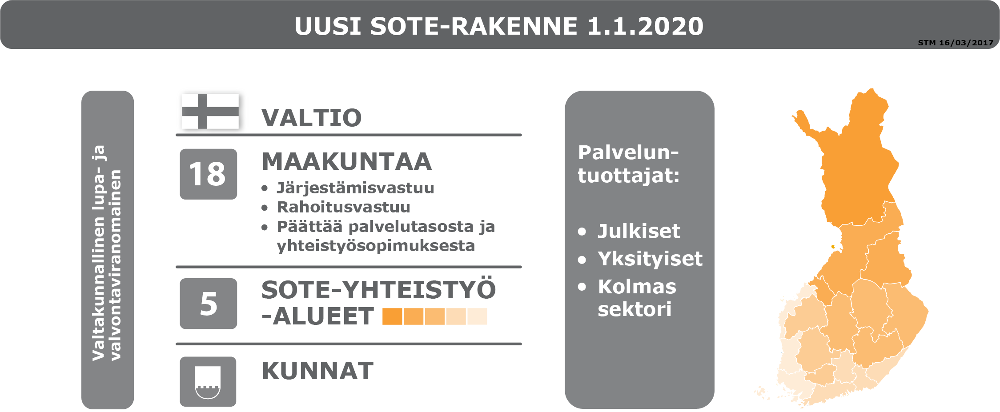 UUSI SOTE-RAKENNE 1.1.2020
STM 16/03/2017
Valtakunnallinen lupa- ja
valvontaviranomainen
VALTIO
18
MAAKUNTAA
• Järjestämisvastuu
• Rahoitusvastuu
• Päättää palvelutasosta ja
yhteistyösopimuksesta
5
SOTE-YHTEISTYÖ
-ALUEET
KUNNAT
Palvelun-
tuottajat:
• Julkiset
• Yksityiset
• Kolmas
sektori